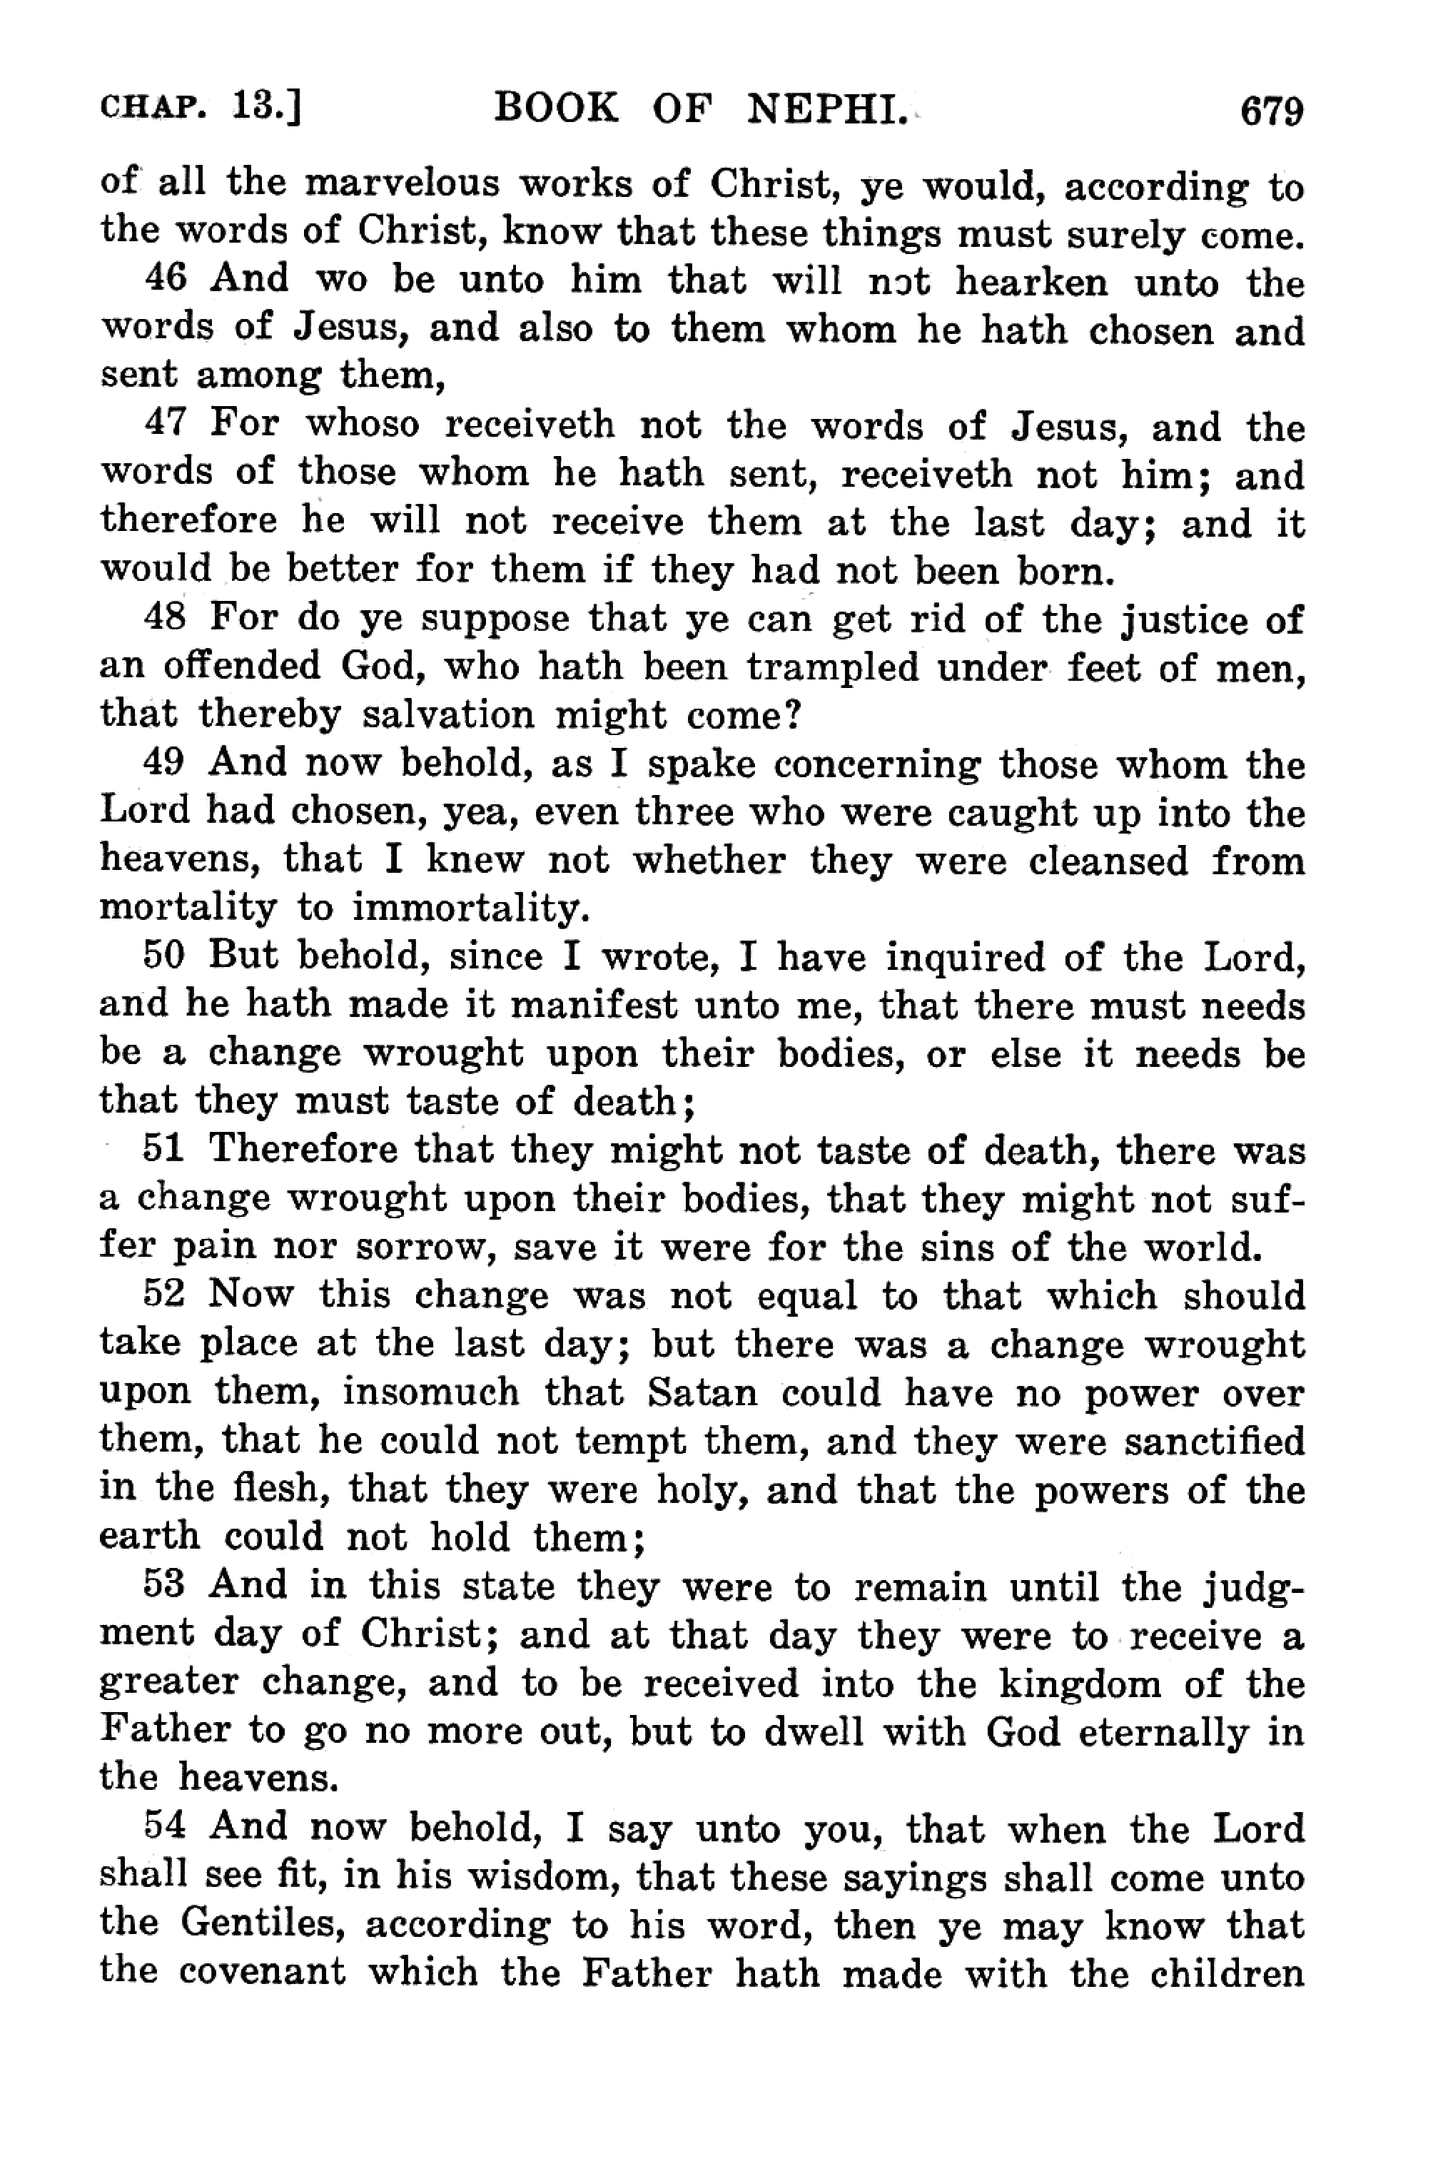 CHAP. 13.] BOOK OF NEPHI. 679
of all the marvelous works of Christ, ye would, according to
the words of Christ, know that these things must surely come.
46 And wo be unto him that will not hearken unto the
words of Jesus, and also to them whom he hath chosen and
sent among them,
47 For whoso receiveth not the words of Jesus, and the
words of those whom he hath sent, receiveth not him; and
therefore he will not receive them at the last day; and it
would be better for them if they had not been born.
48 For do ye suppose that ye can get rid of the justice of
an offended God, who hath been trampled under feet of men,
that thereby salvation might come?
49 And now behold, as I spake concerning those whom the
Lord had chosen, yea, even three who were caught up into the
heavens, that I knew not whether they were cleansed from
mortality to immortality.
50 But behold, since I wrote, I have inquired of the Lord,
and he hath made it manifest unto me, that there must needs
be a change wrought upon their bodies, or else it needs be
that they must taste of death;
51 Therefore that they might not taste of death, there was
a change wrought upon their bodies, that they might not suf-
fer pain nor sorrow, save it were for the sins of the world.
52 Now this change was not equal to that which should
take place at the last day; but there was a change wrought
upon them, insomuch that Satan could have no power over
them, that he could not tempt them, and they were sanctified
in the flesh, that they were holy, and that the powers of the
earth could not hold them;
53 And in this state they were to remain until the judg-
ment day of Christ; and at that day they were to receive a
greater change, and to be received into the kingdom of the
Father to go no more out, but to dwell with God eternally in
the heavens.
54 And now behold, I say unto you, that when the Lord
shall see fit, in his wisdom, that these sayings shall come unto
the Gentiles, according to his word, then ye may know that
the covenant which the Father hath made with the children